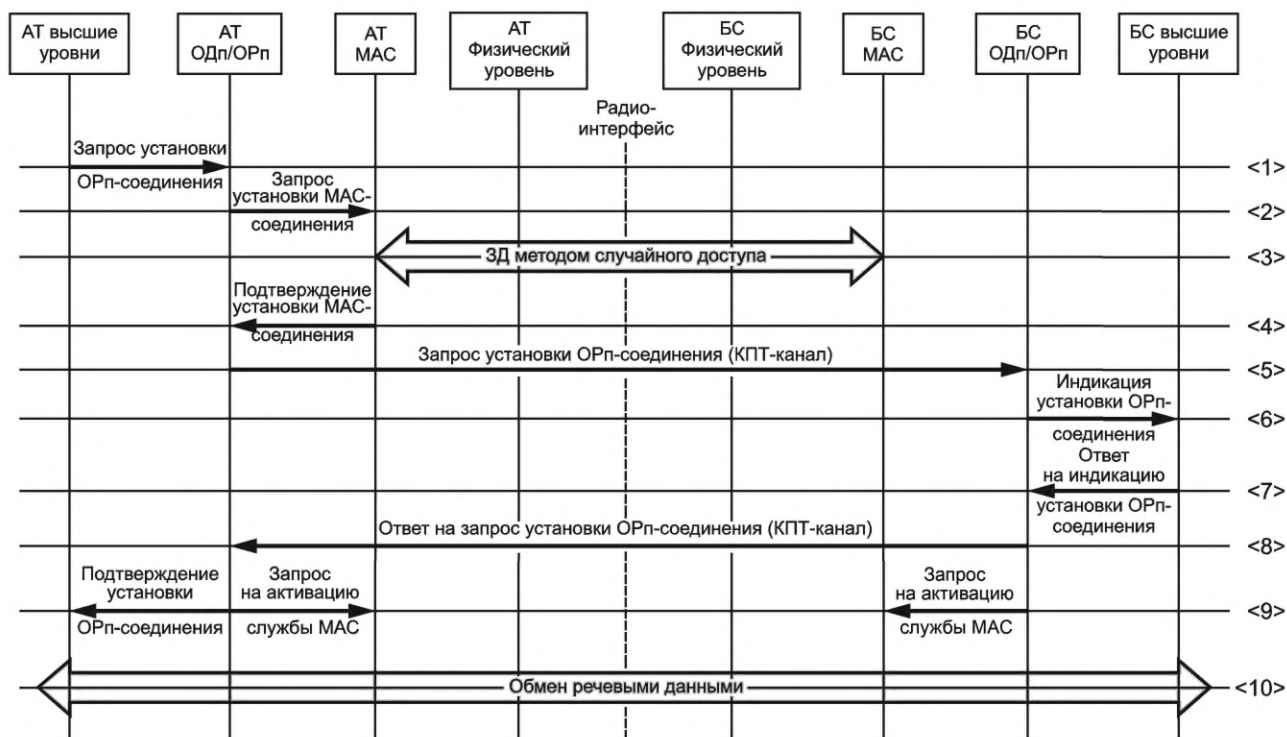 АТ высшие
уровни
АТ
ОДп/ОРп
АТ
МАС
АТ
Физический
уровень
БС
Физический
уровень
БС
МАС
БС
ОДп/ОРп
БС высшие
уровни
Радио-
интерфейс
Запрос установки
ОРп-соединения
<1>
Запрос
установки МАС-
соединения
<2>
ЗД методом случайного доступа
<3>
Подтверждение
установки МАС-
соединения
<4>
Запрос установки ОРп-соединения (КПТ-канал)
<5>
Индикация
установки ОРп-
соединения
<6>
Ответ
на индикацию
установки ОРп-
соединения
<7>
Ответ на запрос установки ОРп-соединения (КПТ-канал)
<8>
Подтверждение
установки
ОРп-соединения
Запрос
на активацию
службы МАС
Запрос
на активацию
службы МАС
<9>
Обмен речевыми данными
<10>